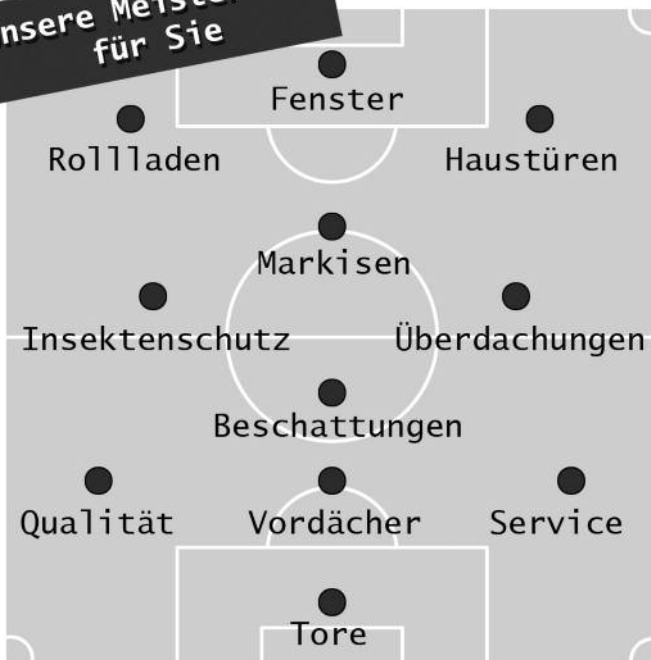 für Sie
Fenster
Rollladen
Haustüren
Markisen
Insektenschutz
Überdachungen
Beschattungen
Qualität
Vordächer
Service
Tore